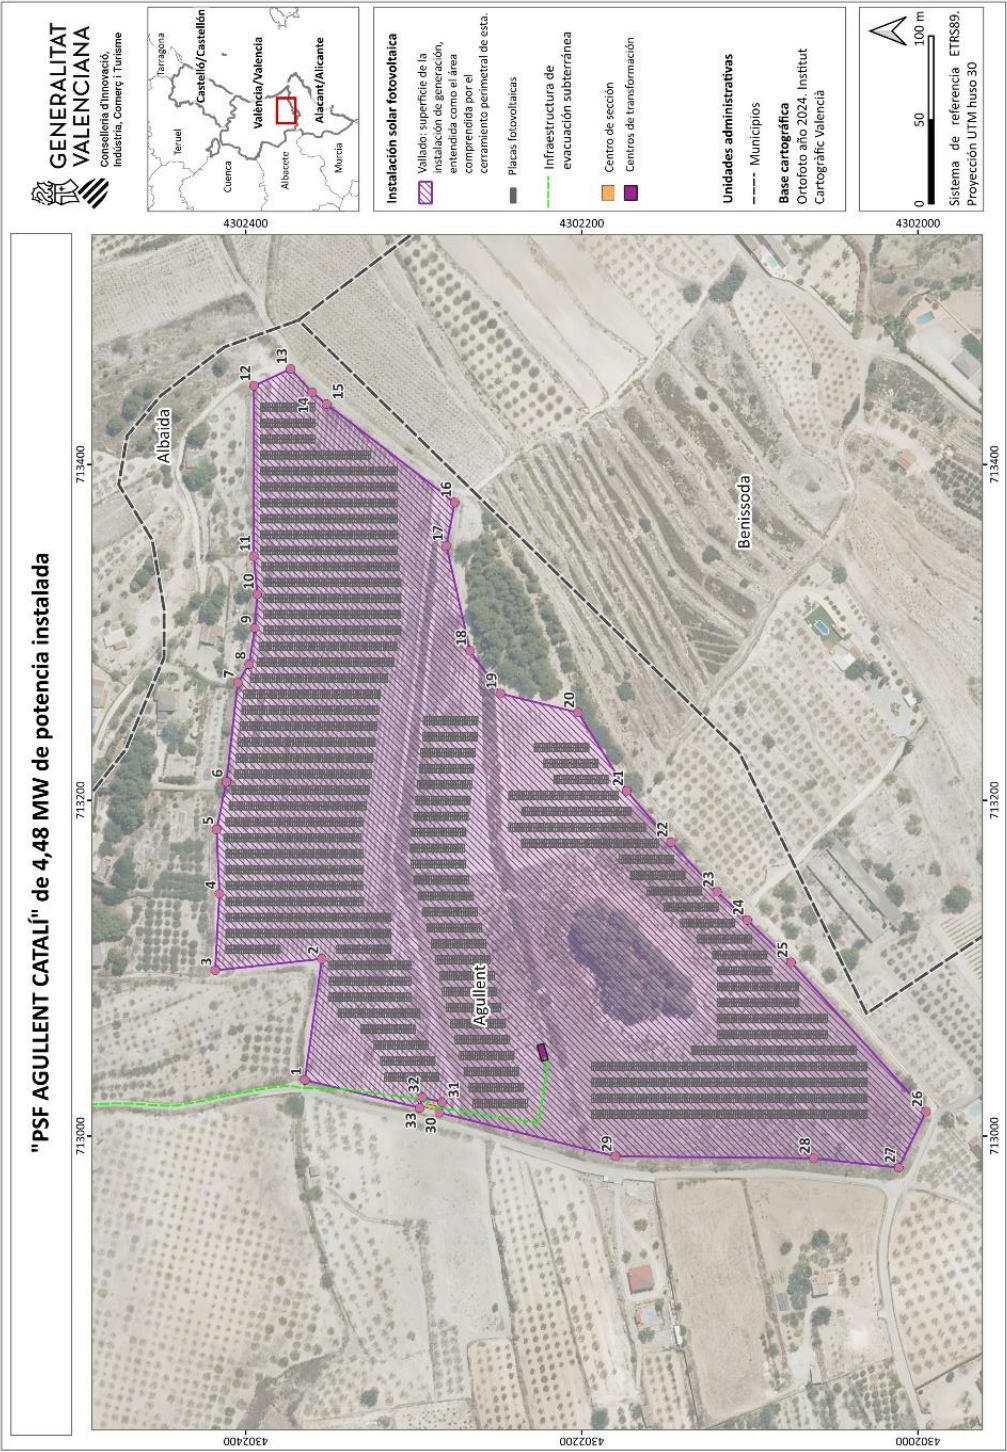 "PSF AGULLENT CATALÍ" de 4,48 MW de potencia instalada
GENERALITAT
VALENCIANA
Conselleria d'Innovació,
Indústria, Comerç i Turisme
Tarragona
Teruel
Castelló/Castellón
Cuenca
València/Valencia
Albacete
Alacant/Alicante
Murcia
Instalación solar fotovoltaica
Vallado: superficie de la
instalación de generación,
entendida como el área
comprendida por el
cerramiento perimetral de esta.
Placas fotovoltaicas
Infraestructura de
evacuación subterránea
Centro de sección
Centros de transformación
Unidades administrativas
Municipios
Base cartográfica
Ortofoto año 2024. Institut
Cartogràfic Valencià
0
50
100 m
Sistema de referencia ETRS89.
Proyección UTM huso 30
713000
713200
713400
4302400
4302400
4302200
4302200
4302000
4302000
713000
713200
713400
Albaida
Agullent
Benissoda
1
2
3
4
5
6
7
8
9
10
11
12
13
14
15
16
17
18
19
20
21
22
23
24
25
26
27
28
29
30
31
32
33